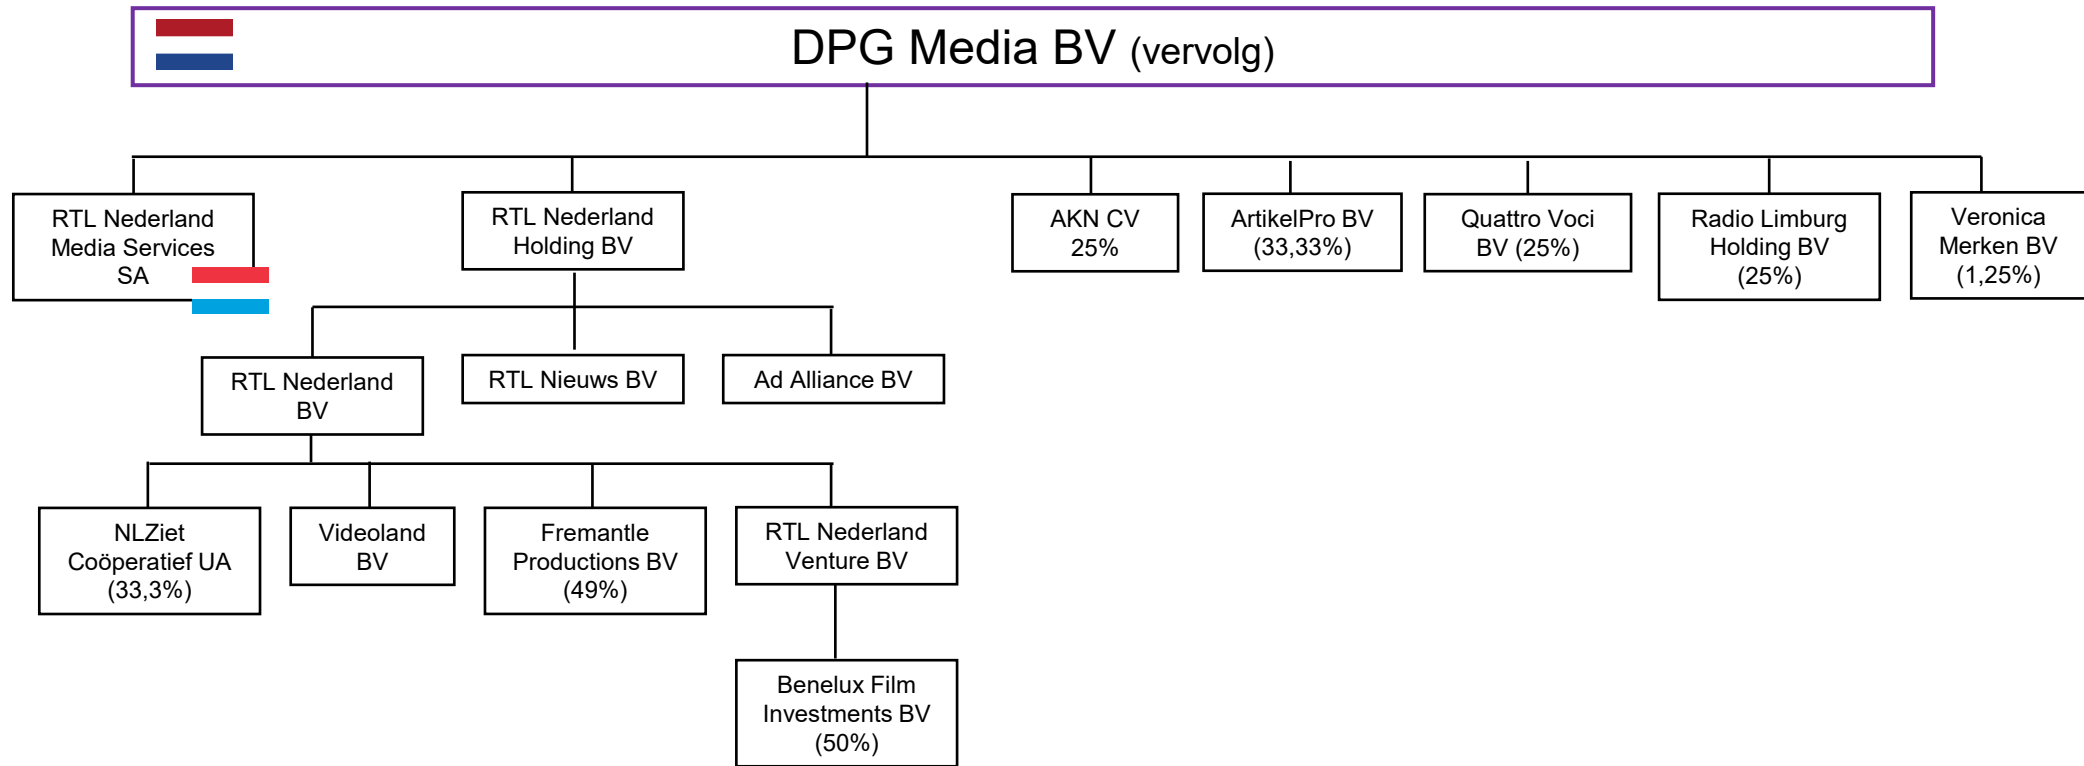 DPG Media BV (vervolg)
RTL Nederland
Media Services
SA
RTL Nederland
Holding BV
AKN CV
25%
ArtikelPro BV
(33,33%)
Quattro Voci
BV (25%)
Radio Limburg
Holding BV
(25%)
Veronica
Merken BV
(1,25%)
RTL Nederland
BV
RTL Nieuws BV
Ad Alliance BV
NLZiet
Coöperatief UA
(33,3%)
Videoland
BV
Fremantle
Productions BV
(49%)
RTL Nederland
Venture BV
Benelux Film
Investments BV
(50%)